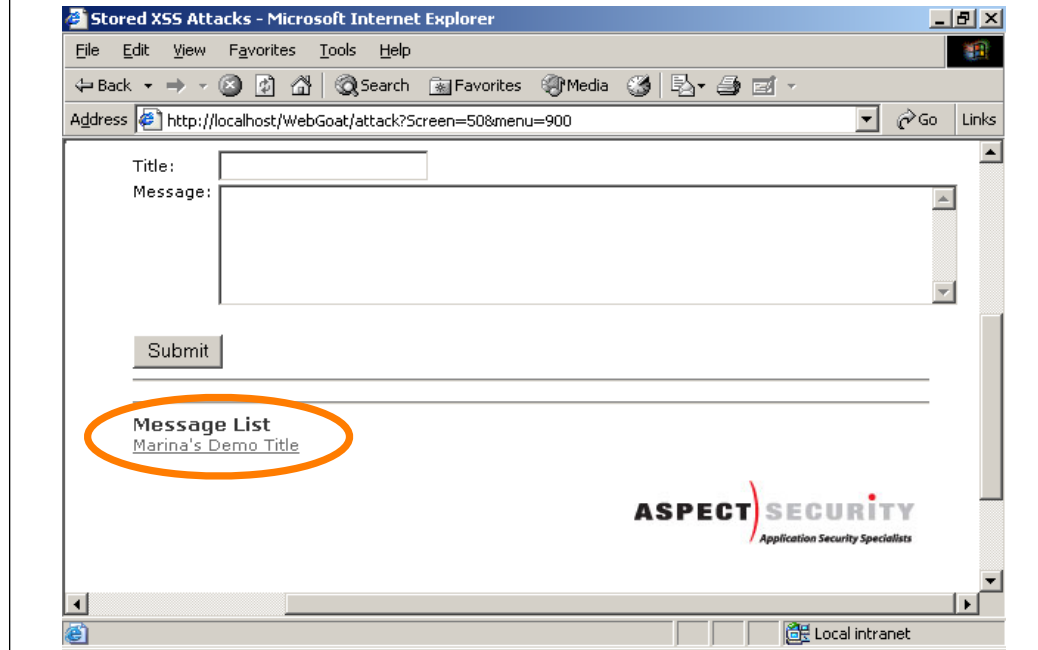 Stored XSS Attacks - Microsoft Internet Explorer
File Edit View Favorites Tools Help
Back Search Favorites Media
Address http://localhost/WebGoat/attack?Screen=50&menu=900 Go Links
Title:
Message:
Submit
Message List
Marina's Demo Title
ASPECT SECURITY
Application Security Specialists
Local intranet